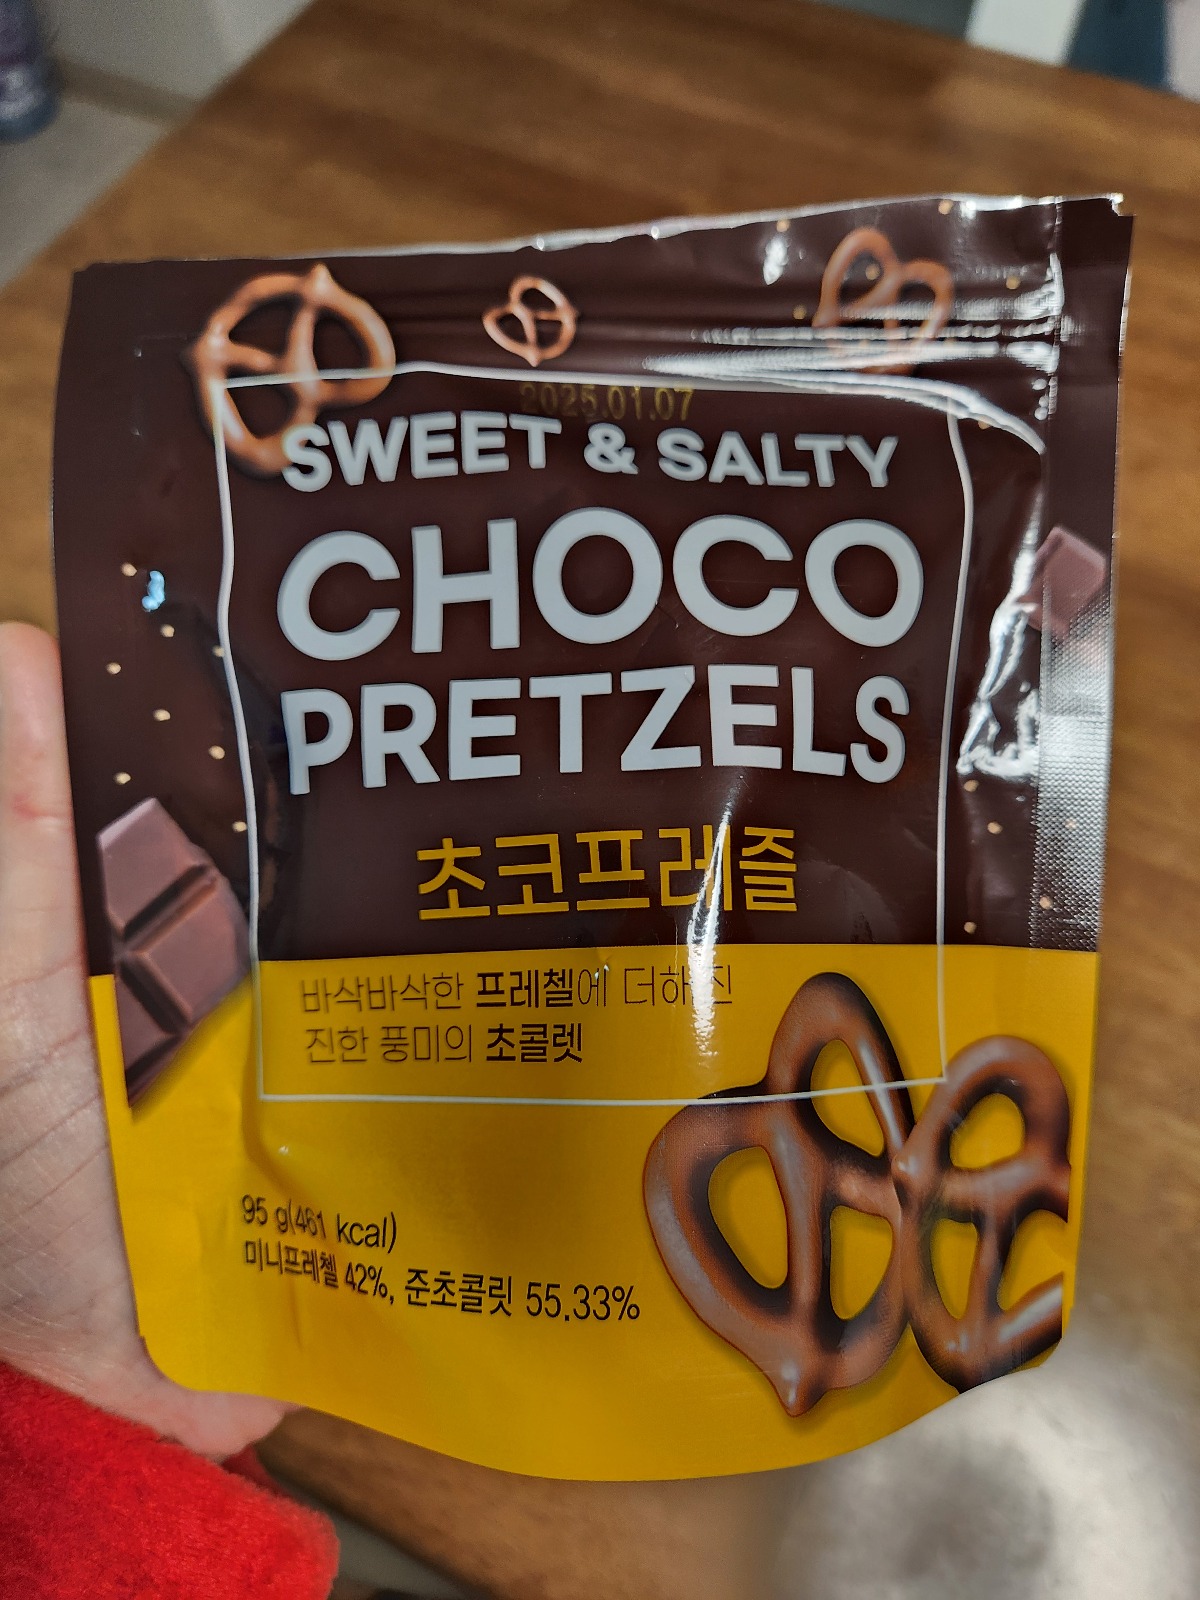 2025.01.07
SWEET & SALTY
CHOCO
PRETZELS
초코프레즐
바삭바삭한 프레첼에 더해진
진한 풍미의 초콜렛
95 g(461 kcal)
미니프레첼 42%, 준초콜릿 55.33%